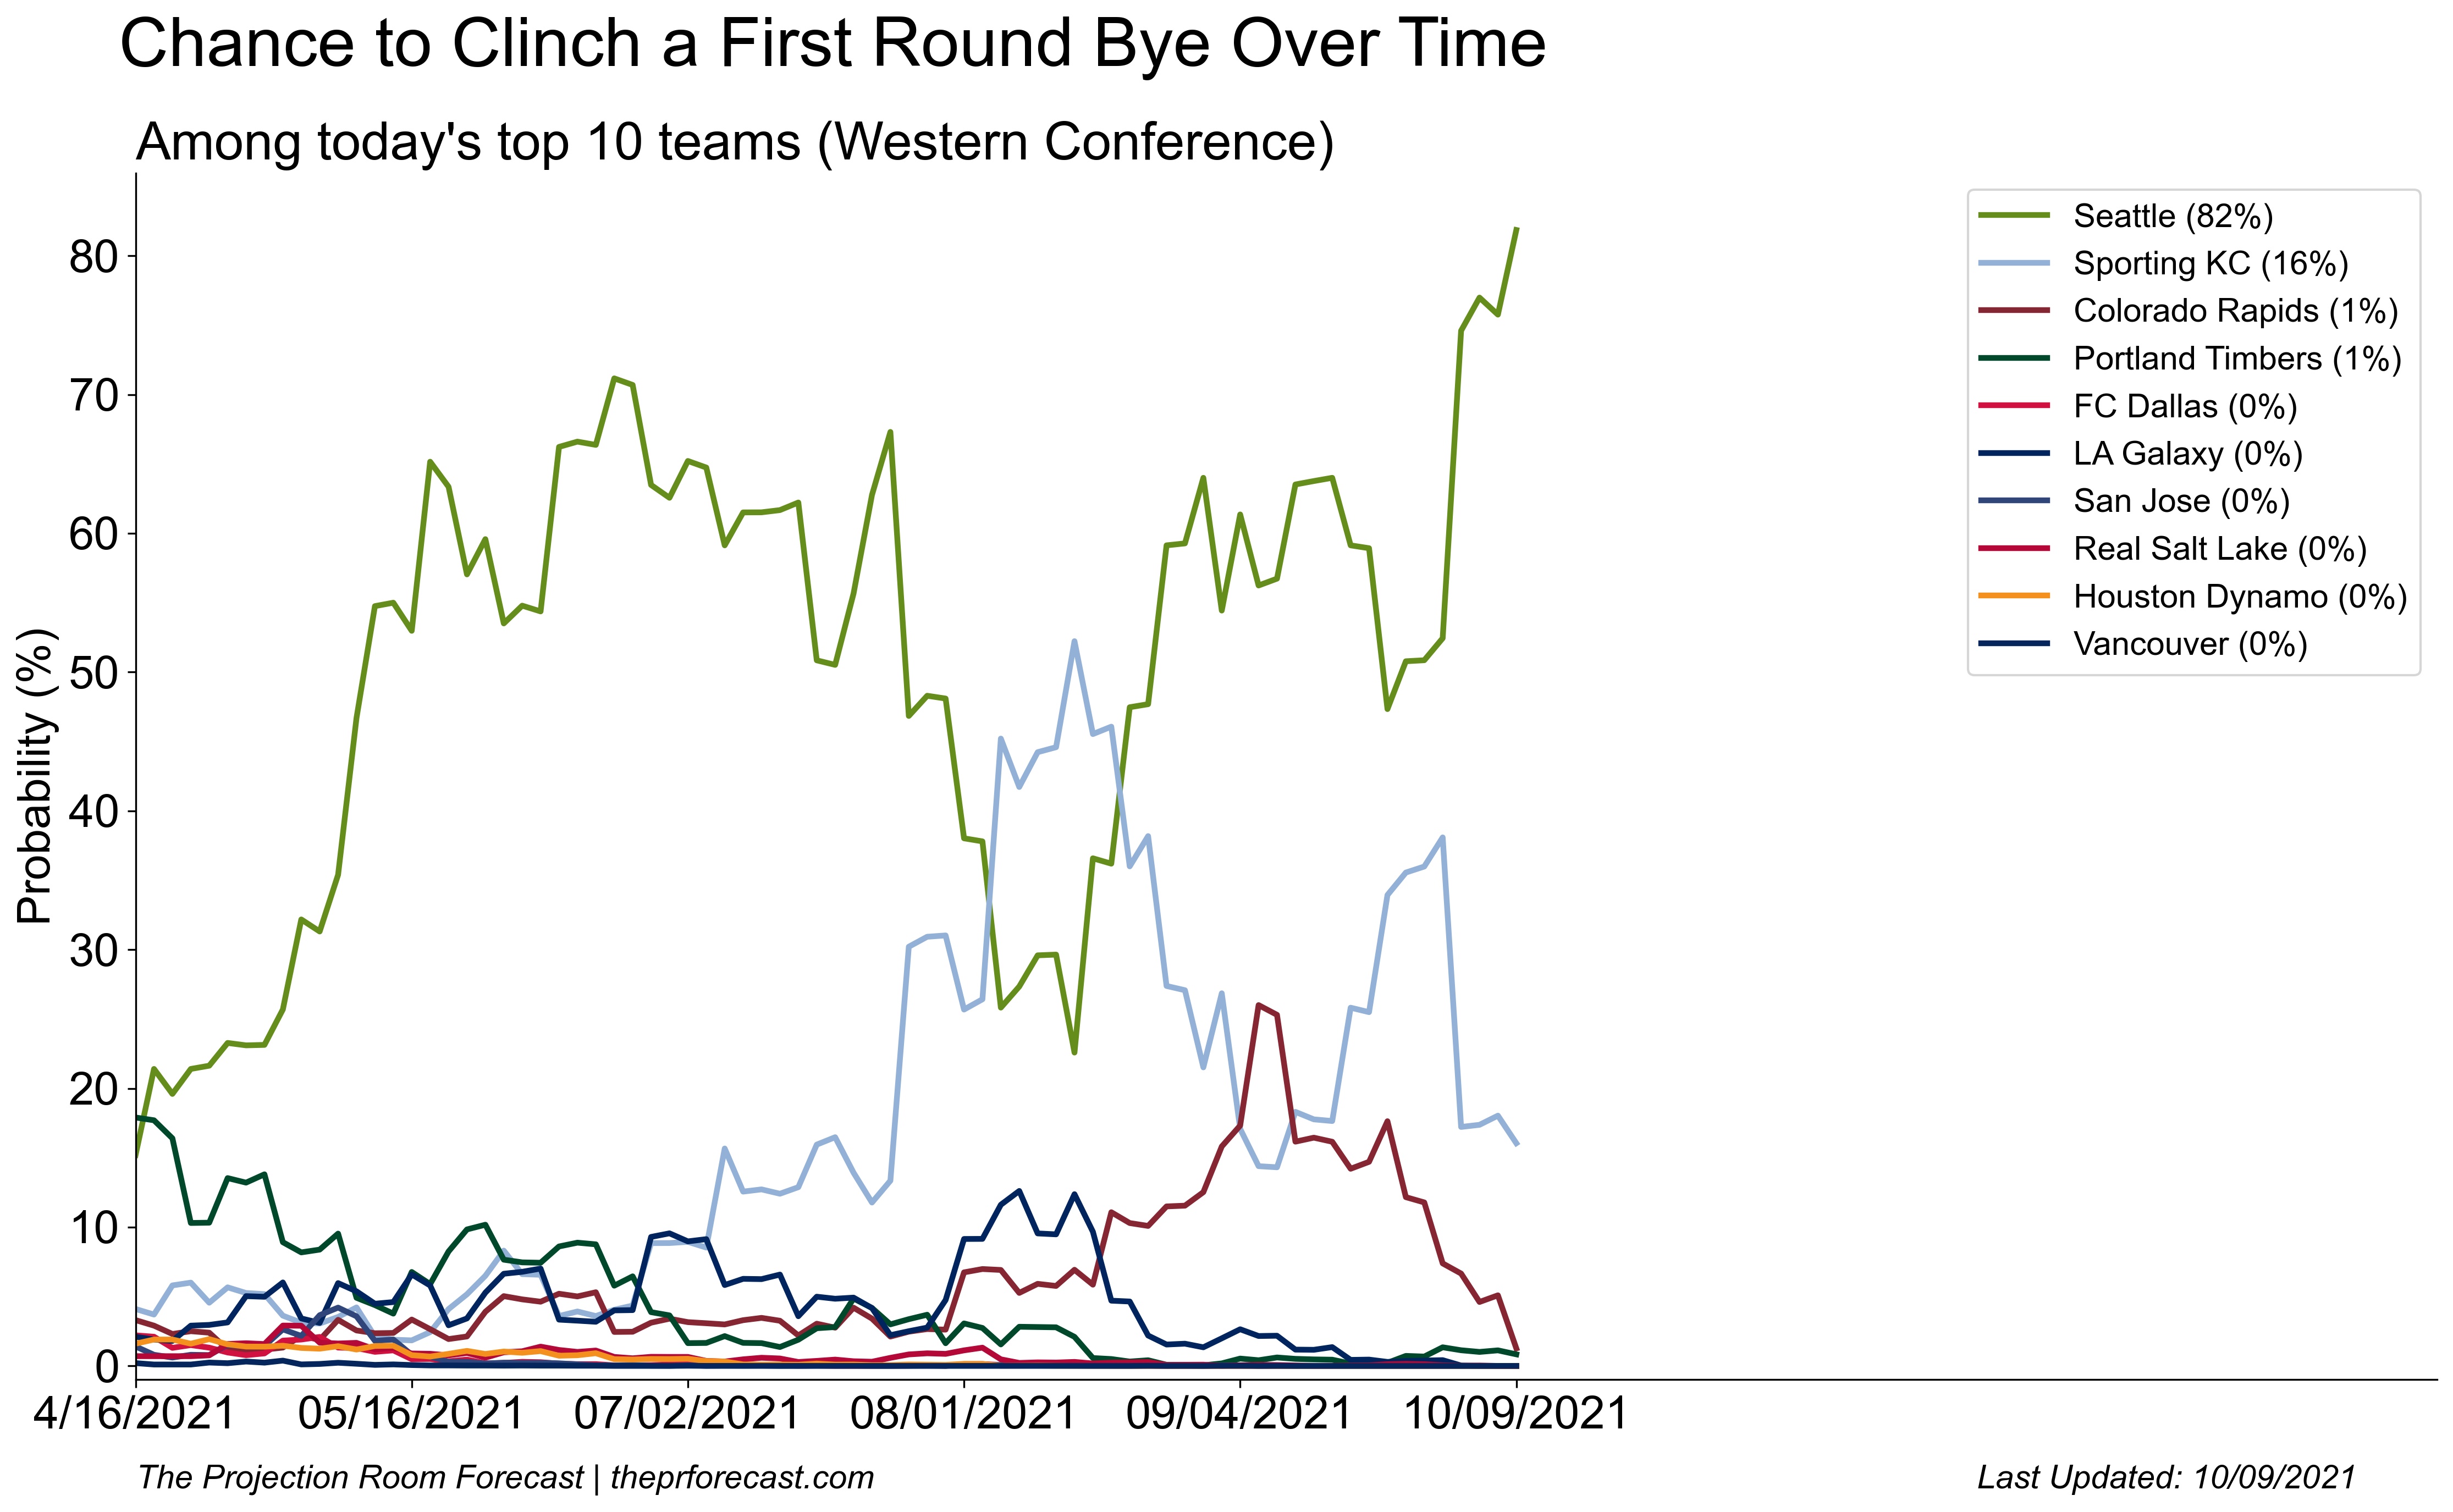 Chance to Clinch a First Round Bye Over Time
Among today's top 10 teams (Western Conference)
Seattle (82%)
Sporting KC (16%)
Colorado Rapids (1%)
Portland Timbers (1%)
FC Dallas (0%)
LA Galaxy (0%)
San Jose (0%)
Real Salt Lake (0%)
Houston Dynamo (0%)
Vancouver (0%)
Probability (%)
80
70
60
50
40
30
20
10
0
4/16/2021 05/16/2021 07/02/2021 08/01/2021 09/04/2021 10/09/2021
The Projection Room Forecast | theprforecast.com
Last Updated: 10/09/2021